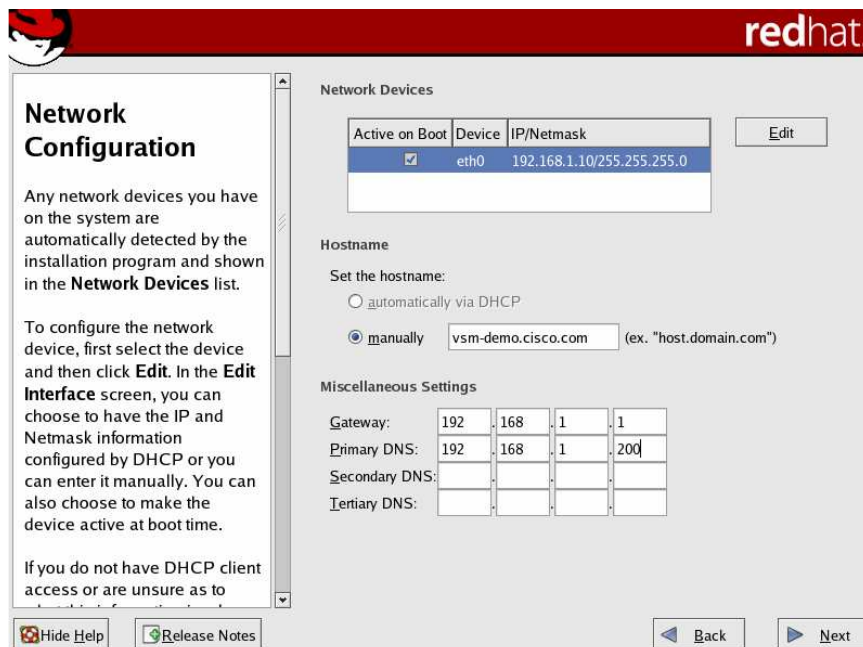 redhat.
Network
Configuration
Any network devices you have
on the system are
automatically detected by the
installation program and shown
in the Network Devices list.
To configure the network
device, first select the device
and then click Edit. In the Edit
Interface screen, you can
choose to have the IP and
Netmask information
configured by DHCP or you
can enter it manually. You can
also choose to make the
device active at boot time.
If you do not have DHCP client
access or are unsure as to
Network Devices
Active on Boot Device IP/Netmask
eth0 192.168.1.10/255.255.255.0
Edit
Hostname
Set the hostname:
automatically via DHCP
manually vsm-demo.cisco.com (ex. "host.domain.com")
Miscellaneous Settings
Gateway: 192 . 168 . 1 . 1
Primary DNS: 192 . 168 . 1 . 200
Secondary DNS: . . .
Tertiary DNS: . . .
Hide Help Release Notes Back Next